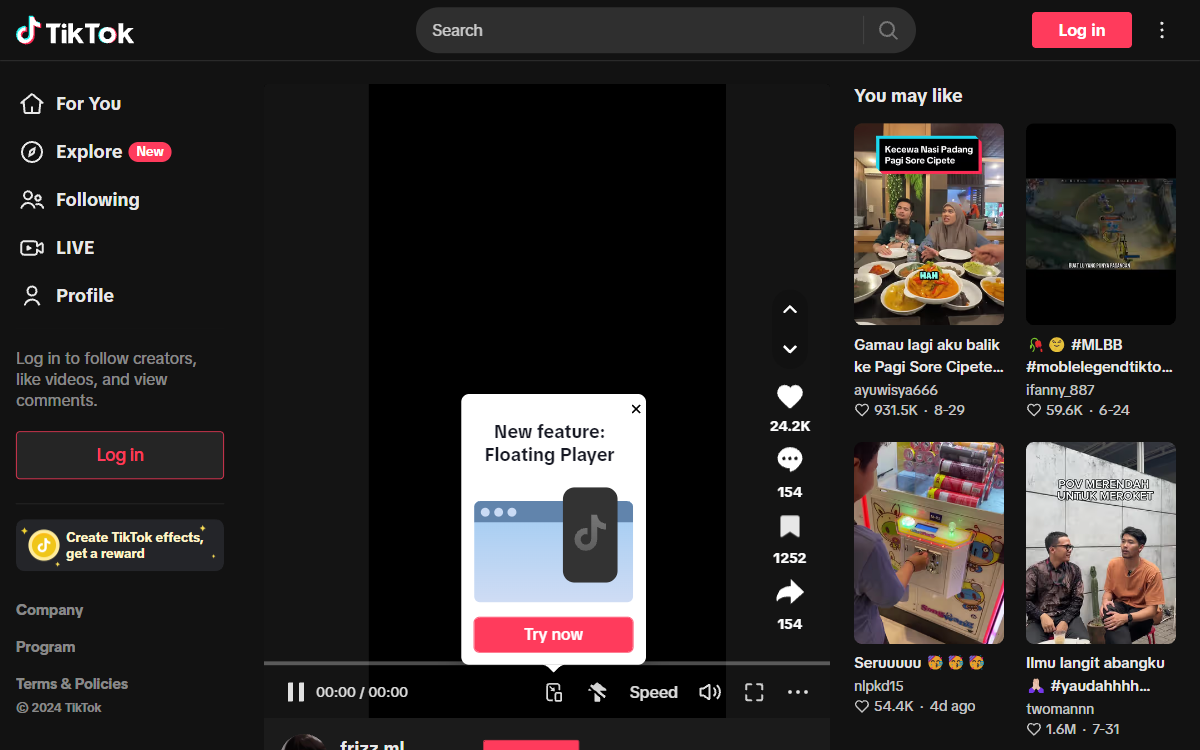 TikTok
Search
Log in
For You
Explore New
Following
LIVE
Profile
Log in to follow creators,
like videos, and view
comments.
Log in
Create TikTok effects,
get a reward
Company
Program
Terms & Policies
© 2024 TikTok
New feature:
Floating Player
Try now
24.2K
154
1252
154
00:00 / 00:00
Speed
frizz ml
You may like
Kecewa Nasi Padang
Pagi Sore Cipete
NAH
Gamau lagi aku balik
ke Pagi Sore Cipete...
ayuwisya666
931.5K · 8-29
BUAT LU YANG PUNYA PASANGAN
🥀 😌 #MLBB
#moblelegendtikto...
ifanny_887
59.6K · 6-24
Seruuuuu 🥳 🥳 🥳
nlpkd15
54.4K · 4d ago
POV MERENDAH
UNTUK MEROKET
Ilmu langit abangku
🙏🏻 #yaudahhhh...
twomannn
1.6M · 7-31